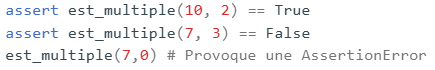 assert est_multiple(10, 2) == True
assert est_multiple(7, 3) == False
est_multiple(7,0) # Provoque une AssertionError